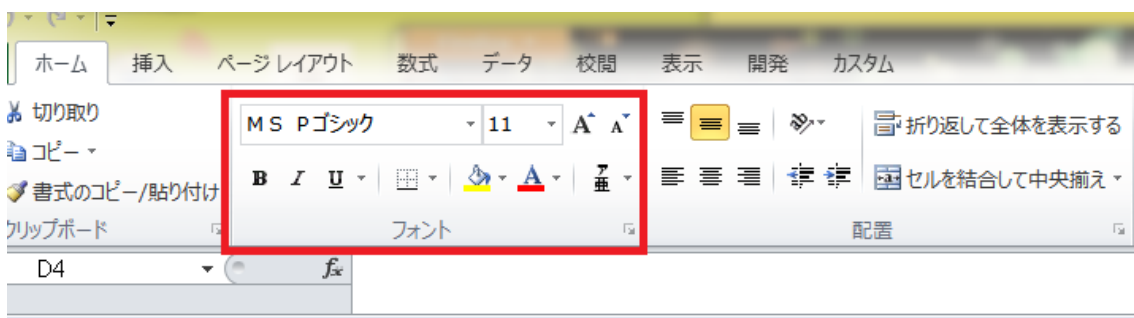 ホーム 挿入 ページ レイアウト 数式 データ 校閲 表示 開発 カスタム
切り取り
コピー
書式のコピー/貼り付け
クリップボード
ＭＳ Ｐゴシック 11 A A
B I U A ア亜
フォント
折り返して全体を表示する
セルを結合して中央揃え
配置
D4 fx